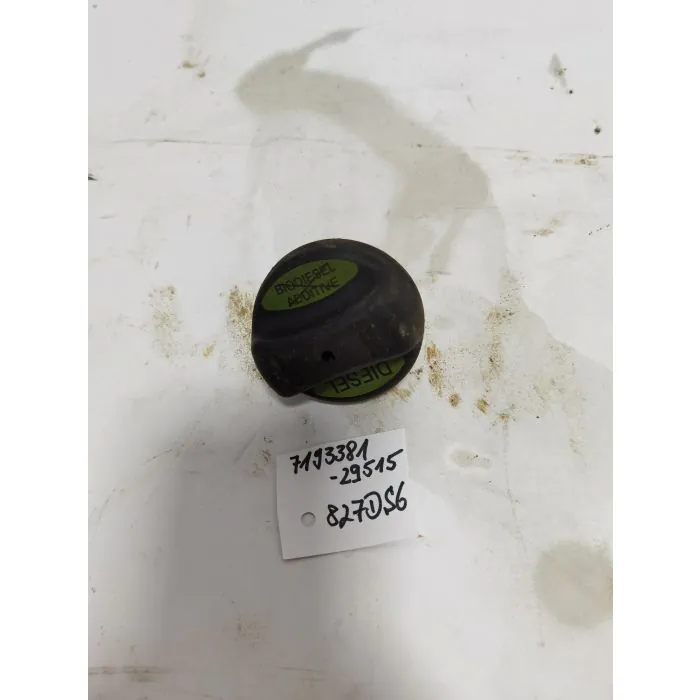 BIODIESEL
ADDITIVE
DIESEL
7193381
-29515
827DS6